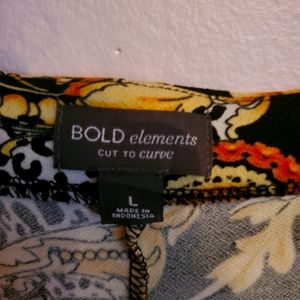 BOLD elements
CUT TO curve
L
MADE IN
INDONESIA